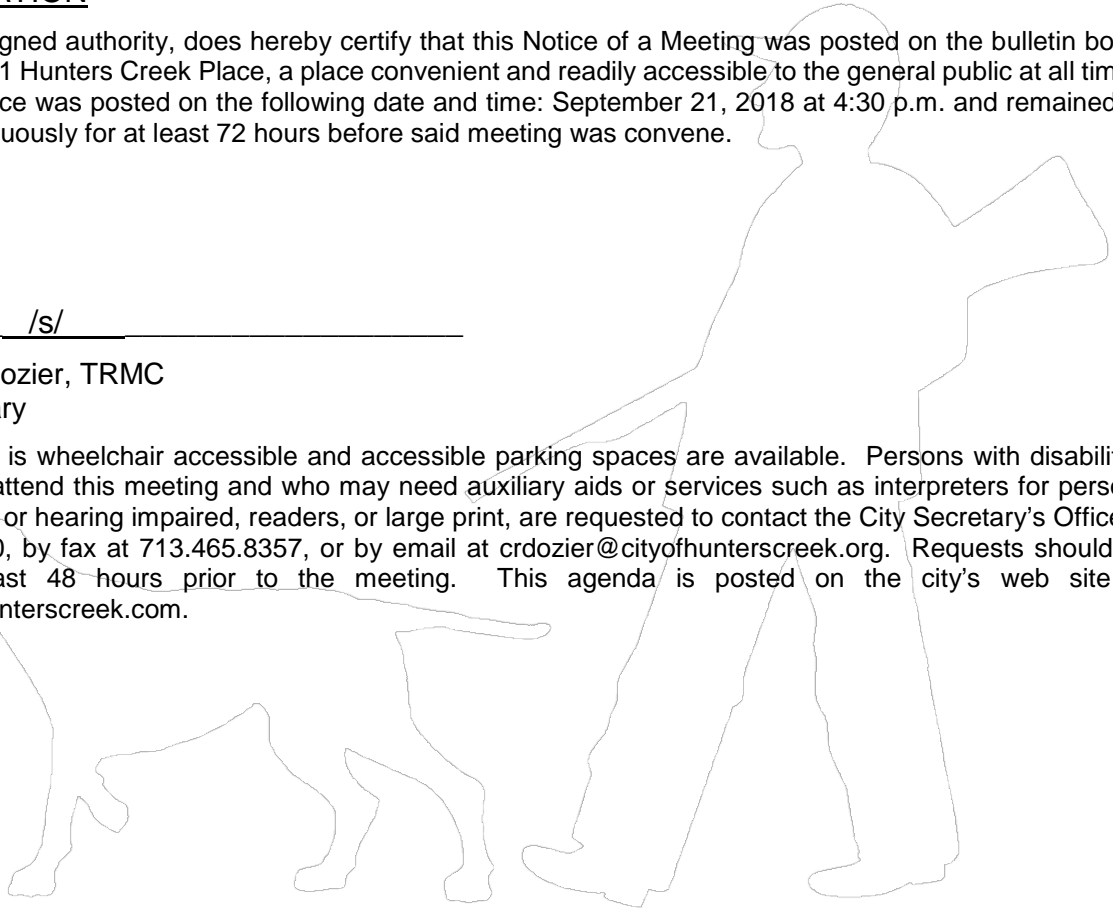 ATION
gned authority, does hereby certify that this Notice of a Meeting was posted on the bulletin bo
1 Hunters Creek Place, a place convenient and readily accessible to the general public at all tim
ce was posted on the following date and time: September 21, 2018 at 4:30 p.m. and remained
uously for at least 72 hours before said meeting was convene.
/s/
ozier, TRMC
ary
is wheelchair accessible and accessible parking spaces are available. Persons with disabilit
attend this meeting and who may need auxiliary aids or services such as interpreters for perso
or hearing impaired, readers, or large print, are requested to contact the City Secretary's Office
0, by fax at 713.465.8357, or by email at crdozier@cityofhunterscreek.org. Requests should
ast 48 hours prior to the meeting. This agenda is posted on the city's web site
nterscreek.com.